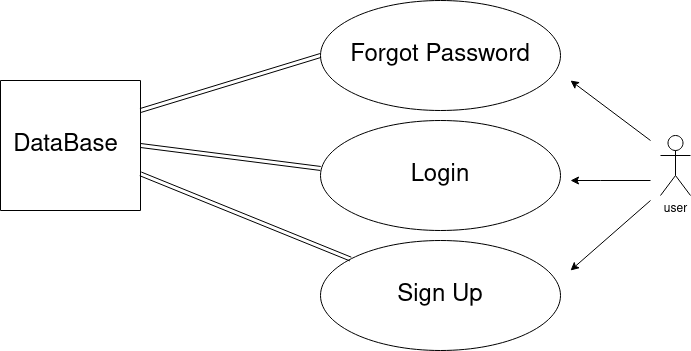 Forgot Password
DataBase
Login
user
Sign Up